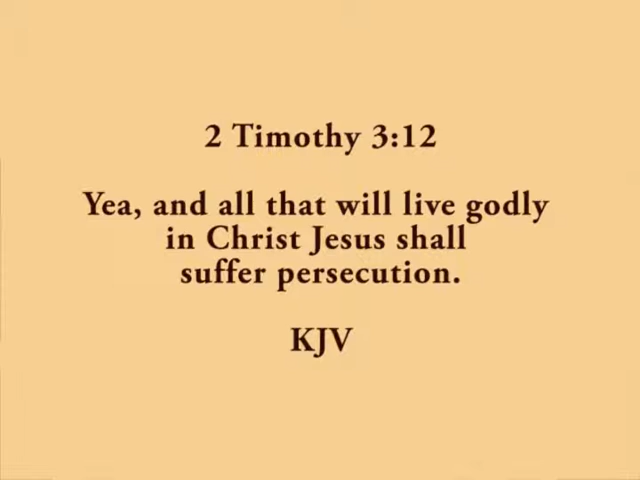 2 Timothy 3:12
Yea, and all that will live godly
in Christ Jesus shall
suffer persecution.
KJV